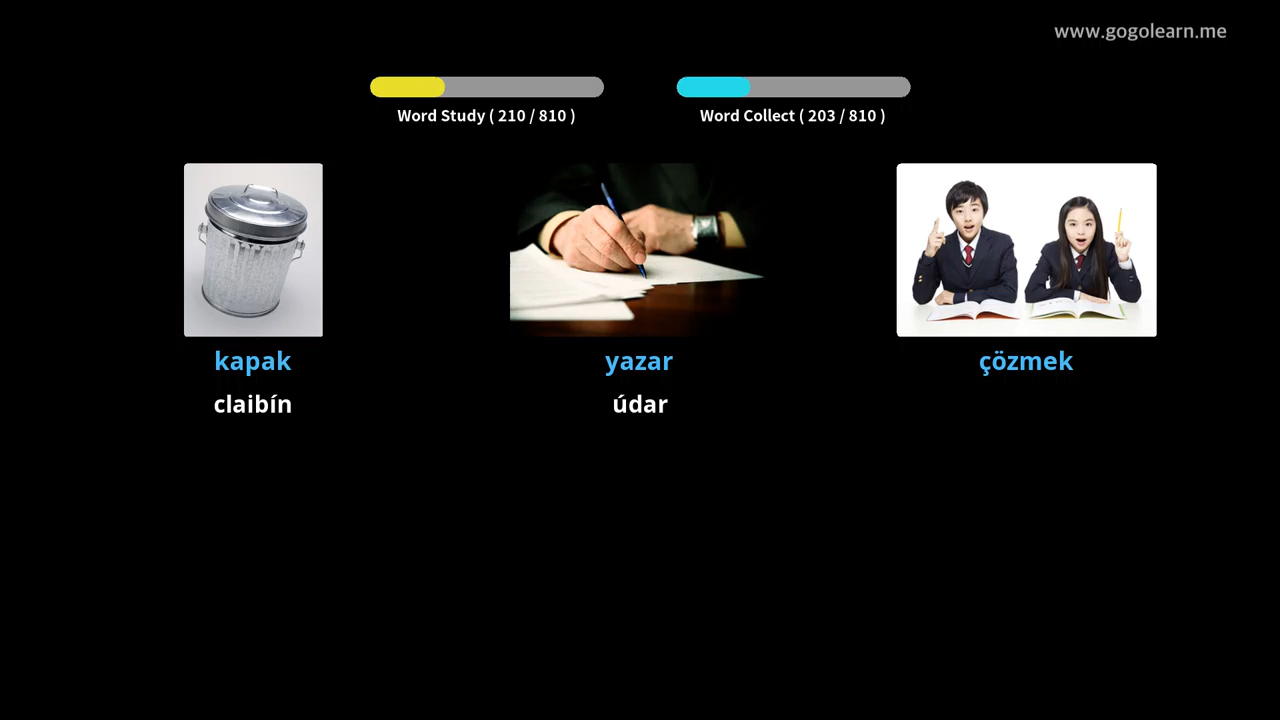 www.gogolearn.me
Word Study ( 210 / 810 )
Word Collect ( 203 / 810 )
kapak
claibín
yazar
údar
çözmek